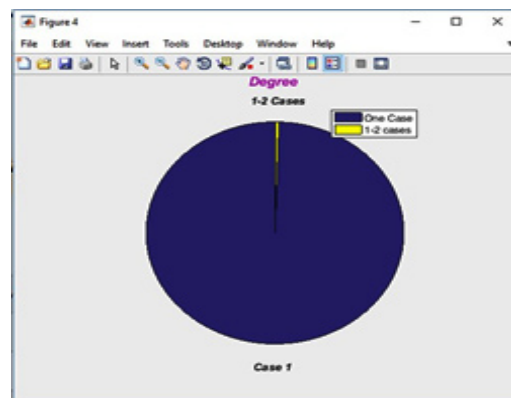 Figure 4
File Edit View Insert Tools Desktop Window Help
Degree
1-2 Cases
One Case
1-2 cases
Case 1